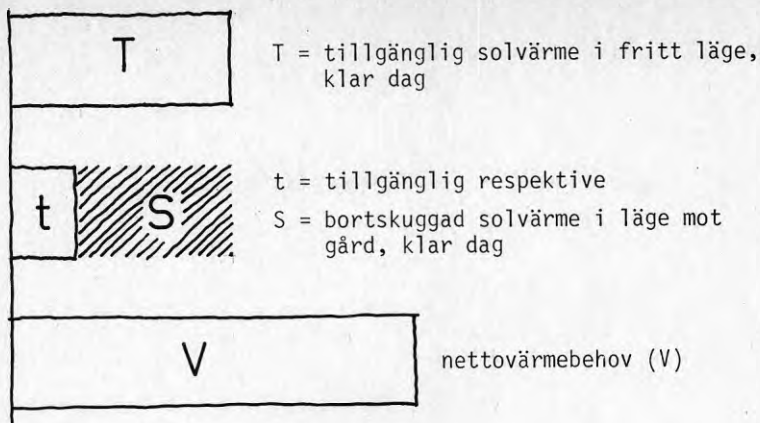 T
T = tillgänglig solvärme i fritt läge,
klar dag
t
S
t = tillgänglig respektive
S = bortskuggad solvärme i läge mot
gård, klar dag
V
nettovärmebehov (V)